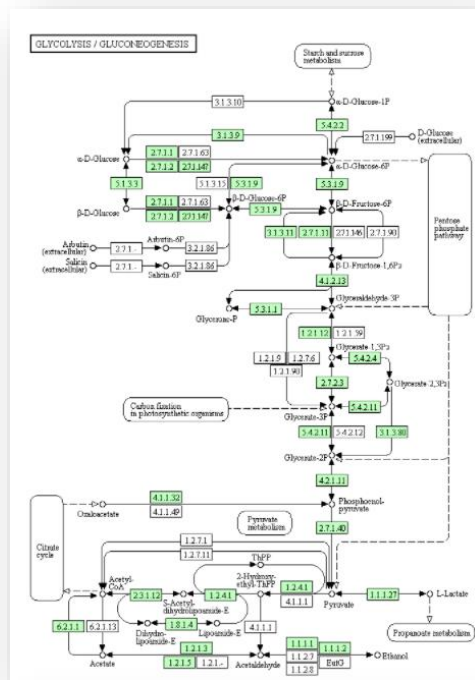 GLYCOLYSIS / GLUCONEOGENESIS
Starch and sucrose
metabolism
3.1.3.10
α-D-Glucose-1P
5.4.2.2
3.1.3.9
2.7.1.199
D-Glucose
(extracellular)
α-D-Glucose
2.7.1.1 2.7.1.63
2.7.1.2 2.7.1.147
α-D-Glucose-6P
5.1.3.3
3.1.3.15 5.3.1.9
5.3.1.9
Pentose
phosphate
pathway
β-D-Glucose
2.7.1.1 2.7.1.63
2.7.1.2 2.7.1.147
β-D-Glucose-6P
5.3.1.9
β-D-Fructose-6P
3.1.3.11 2.7.1.11 2.7.1.146 2.7.1.90
Arbutin
(extracellular)
2.7.1.-
Arbutin-6P
3.2.1.86
Salicin
(extracellular)
2.7.1.-
Salicin-6P
3.2.1.86
β-D-Fructose-1,6P2
4.1.2.13
Glycerone-P
5.3.1.1
Glyceraldehyde-3P
1.2.1.12 1.2.1.59
1.2.1.9 1.2.7.6
1.2.1.90
Glycerate-1,3P2
5.4.2.4
2.7.2.3
Glycerate-2,3P2
Carbon fixation
in photosynthetic organisms
Glycerate-3P
5.4.2.11
5.4.2.11 5.4.2.12
3.1.3.80
Glycerate-2P
4.2.1.11
4.1.1.32
4.1.1.49
Oxaloacetate
Phosphoenol-
pyruvate
Pyruvate
metabolism
2.7.1.40
Citrate
cycle
1.2.7.1
1.2.7.11
ThPP
Acetyl-
CoA
2.3.1.12
S-Acetyl-
dihydrolipoamide-E
1.2.4.1
2-Hydroxy-
ethyl-ThPP
1.2.4.1
4.1.1.1
Pyruvate
1.1.1.27
L-Lactate
Dihydro-
lipoamide-E
1.8.1.4
Lipoamide-E
4.1.1.1
Propanoate metabolism
6.2.1.1
6.2.1.13
Acetate
1.2.1.3
1.2.1.5 1.2.1.-
Acetaldehyde
1.1.1.1 1.1.1.2
1.1.2.7 EutG
1.1.2.8
Ethanol